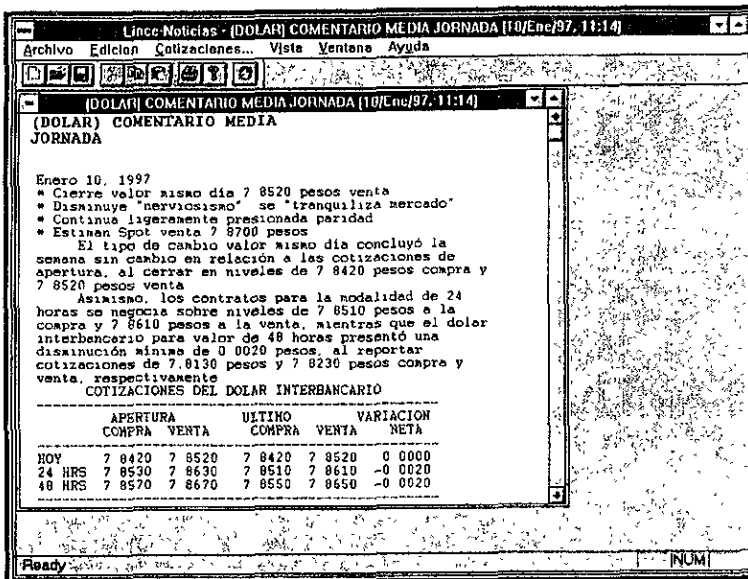 Lince-Noticias - (DOLAR) COMENTARIO MEDIA JORNADA [10/Ene/97, 11:14]
Archivo Edicion Cotizaciones... Vista Ventana Ayuda
(DOLAR) COMENTARIO MEDIA JORNADA [10/Ene/97, 11:14]
(DOLAR) COMENTARIO MEDIA
JORNADA
Enero 10, 1997
* Cierre valor mismo día 7 8520 pesos venta
* Disminuye "nerviosismo" se "tranquiliza mercado"
* Continua ligeramente presionada paridad
* Estiman Spot venta 7 8700 pesos
El tipo de cambio valor mismo dia concluyó la
semana sin cambio en relación a las cotizaciones de
apertura, al cerrar en niveles de 7 8420 pesos compra y
7 8520 pesos venta
Asimismo, los contratos para la modalidad de 24
horas se negocia sobre niveles de 7 8510 pesos a la
compra y 7 8610 pesos a la venta, mientras que el dolar
interbancario para valor de 48 horas presentó una
disminución mínima de 0 0020 pesos, al reportar
cotizaciones de 7.8130 pesos y 7 8230 pesos compra y
venta, respectivamente
COTIZACIONES DEL DOLAR INTERBANCARIO
APERTURA ULTIMO VARIACION
COMPRA VENTA COMPRA VENTA NETA
HOY 7 8420 7 8520 7 8420 7 8520 0 0000
24 HRS 7 8530 7 8630 7 8510 7 8610 -0 0020
48 HRS 7 8570 7 8670 7 8550 7 8650 -0 0020
Ready NUM